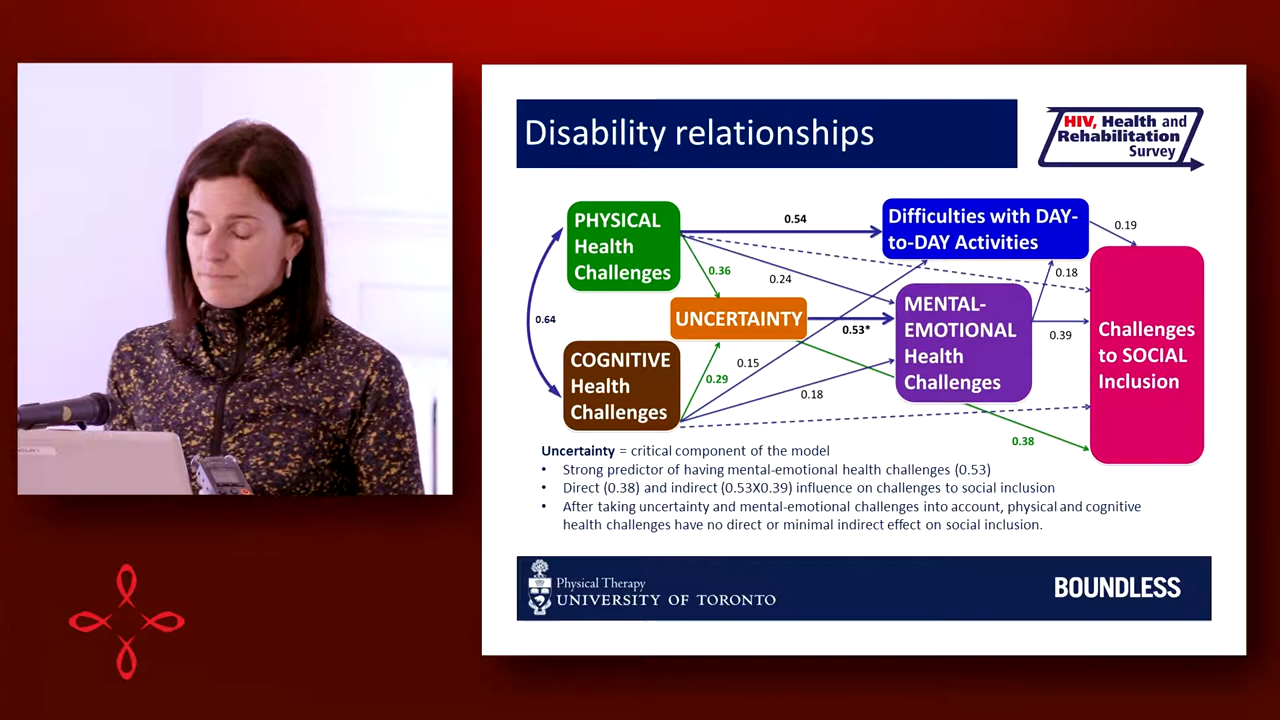 Disability relationships
HIV, Health and
Rehabilitation
Survey
PHYSICAL
Health
Challenges
0.54
Difficulties with DAY-
to-DAY Activities
0.19
0.36
0.24
0.18
0.64
UNCERTAINTY
0.53*
MENTAL-
EMOTIONAL
Health
Challenges
0.39
Challenges
to SOCIAL
Inclusion
COGNITIVE
Health
Challenges
0.15
0.29
0.18
0.38
Uncertainty = critical component of the model
• Strong predictor of having mental-emotional health challenges (0.53)
• Direct (0.38) and indirect (0.53X0.39) influence on challenges to social inclusion
• After taking uncertainty and mental-emotional challenges into account, physical and cognitive
health challenges have no direct or minimal indirect effect on social inclusion.
Physical Therapy
UNIVERSITY OF TORONTO
BOUNDLESS